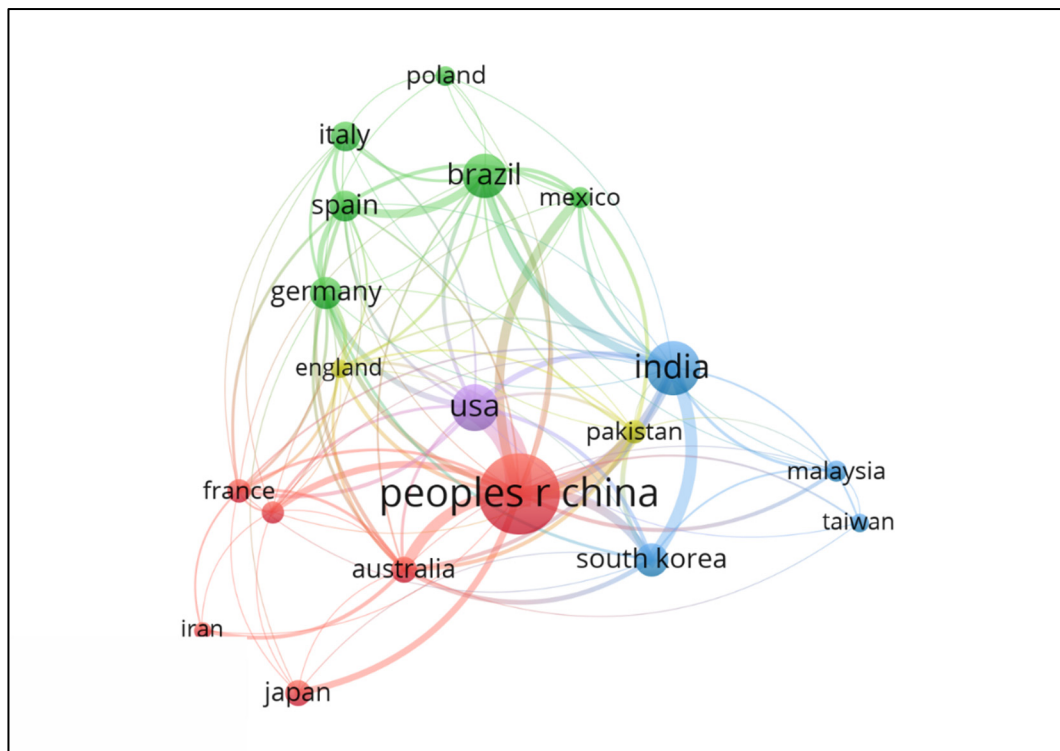 poland
italy
brazil
mexico
spain
germany
england
india
usa
pakistan
malaysia
france
peoples r china
taiwan
south korea
australia
iran
japan